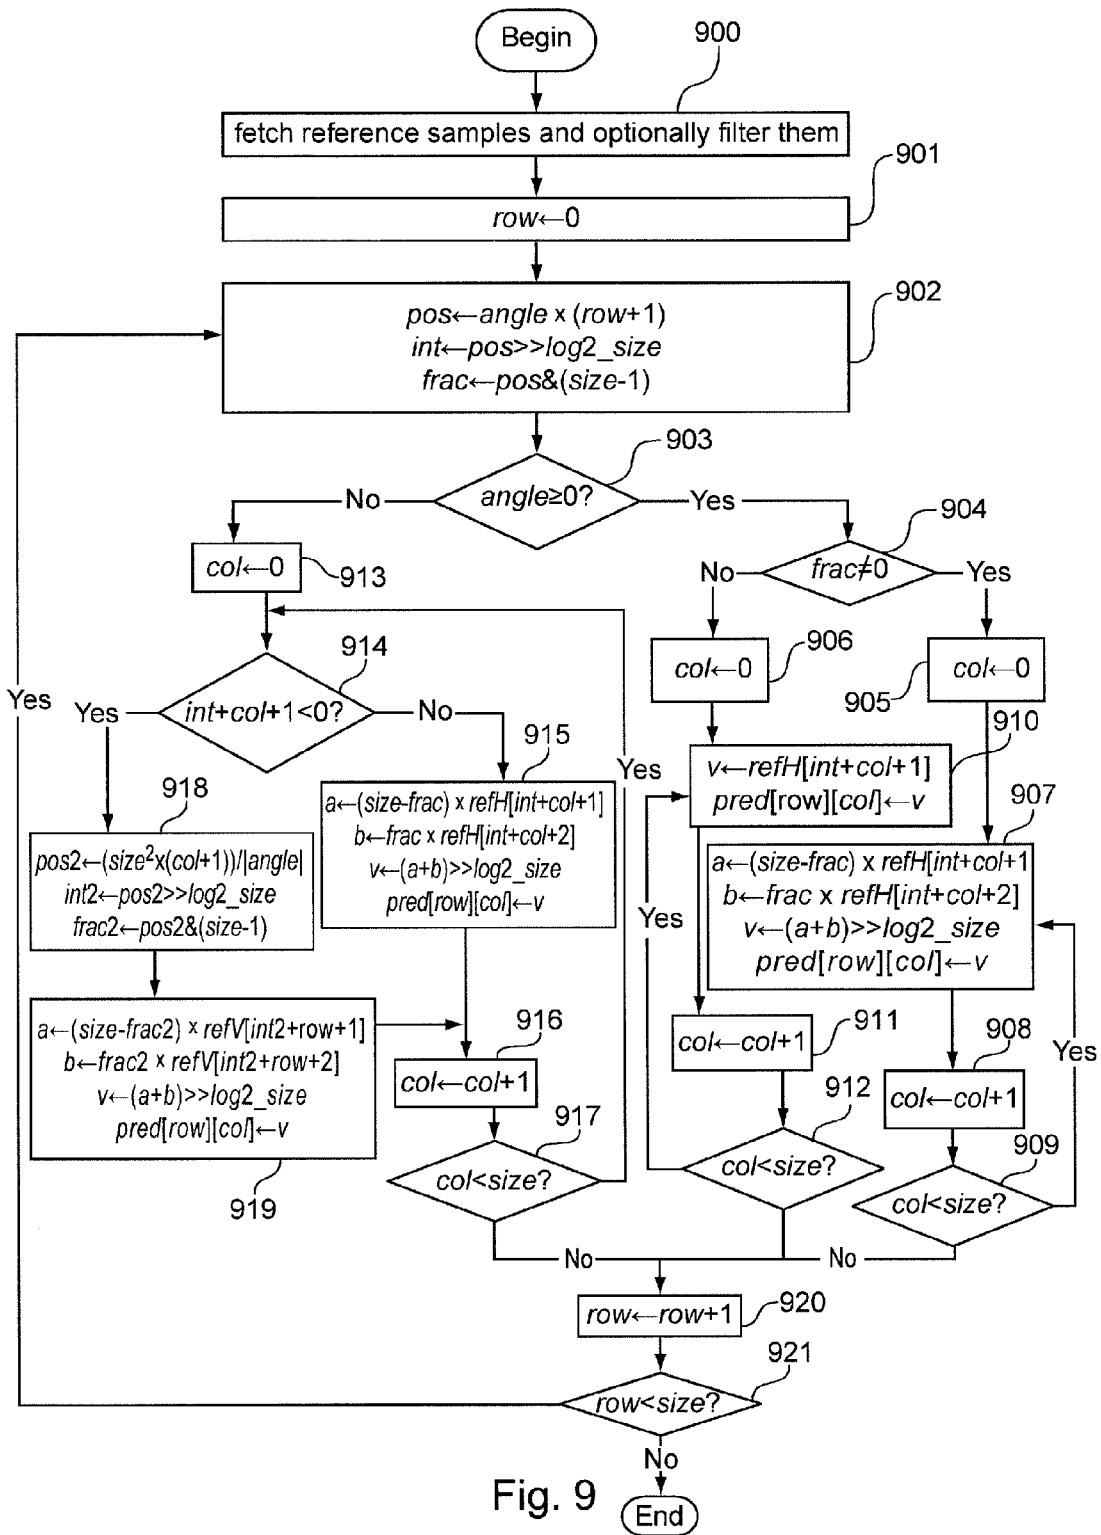 Begin
900
fetch reference samples and optionally filter them
901
row←0
902
pos←angle x (row+1)
int←pos>>log2_size
frac←pos&(size-1)
903
angle≥0?
No
Yes
904
frac≠0
No
Yes
col←0
913
906
col←0
col←0
905
914
int+col+1<0?
Yes
No
Yes
915
a←(size-frac) x refH[int+col+1]
b←frac x refH[int+col+2]
v←(a+b)>>log2_size
pred[row][col]←v
Yes
910
v←refH[int+col+1]
pred[row][col]←v
907
a←(size-frac) x refH[int+col+1
b←frac x refH[int+col+2]
v←(a+b)>>log2_size
pred[row][col]←v
918
pos2←(size²x(col+1))/|angle|
int2←pos2>>log2_size
frac2←pos2&(size-1)
Yes
a←(size-frac2) x refV[int2+row+1]
b←frac2 x refV[int2+row+2]
v←(a+b)>>log2_size
pred[row][col]←v
919
916
col←col+1
917
col<size?
911
col←col+1
912
col<size?
908
col←col+1
Yes
909
col<size?
No
No
row←row+1
920
921
row<size?
No
Fig. 9
End